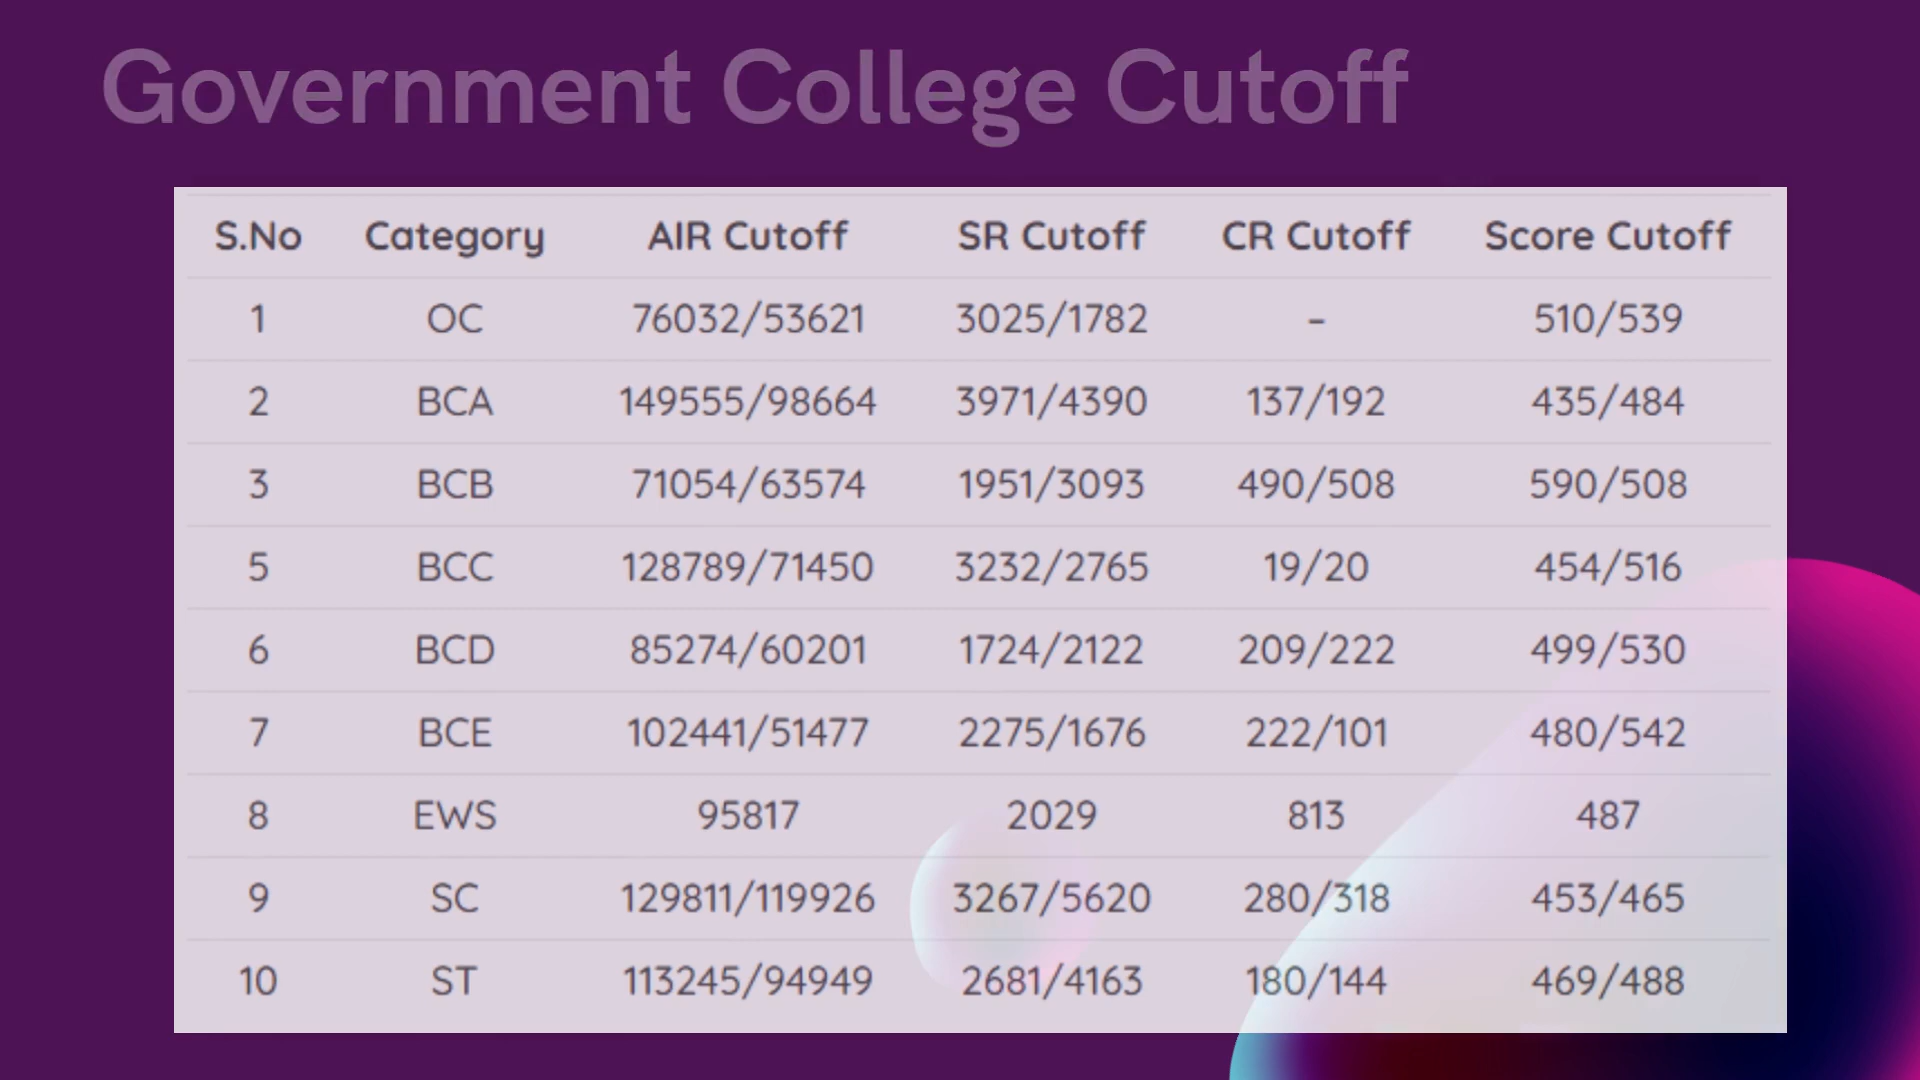 Government College Cutoff
S.No Category AIR Cutoff SR Cutoff CR Cutoff Score Cutoff
1 OC 76032/53621 3025/1782 – 510/539
2 BCA 149555/98664 3971/4390 137/192 435/484
3 BCB 71054/63574 1951/3093 490/508 590/508
5 BCC 128789/71450 3232/2765 19/20 454/516
6 BCD 85274/60201 1724/2122 209/222 499/530
7 BCE 102441/51477 2275/1676 222/101 480/542
8 EWS 95817 2029 813 487
9 SC 129811/119926 3267/5620 280/318 453/465
10 ST 113245/94949 2681/4163 180/144 469/488